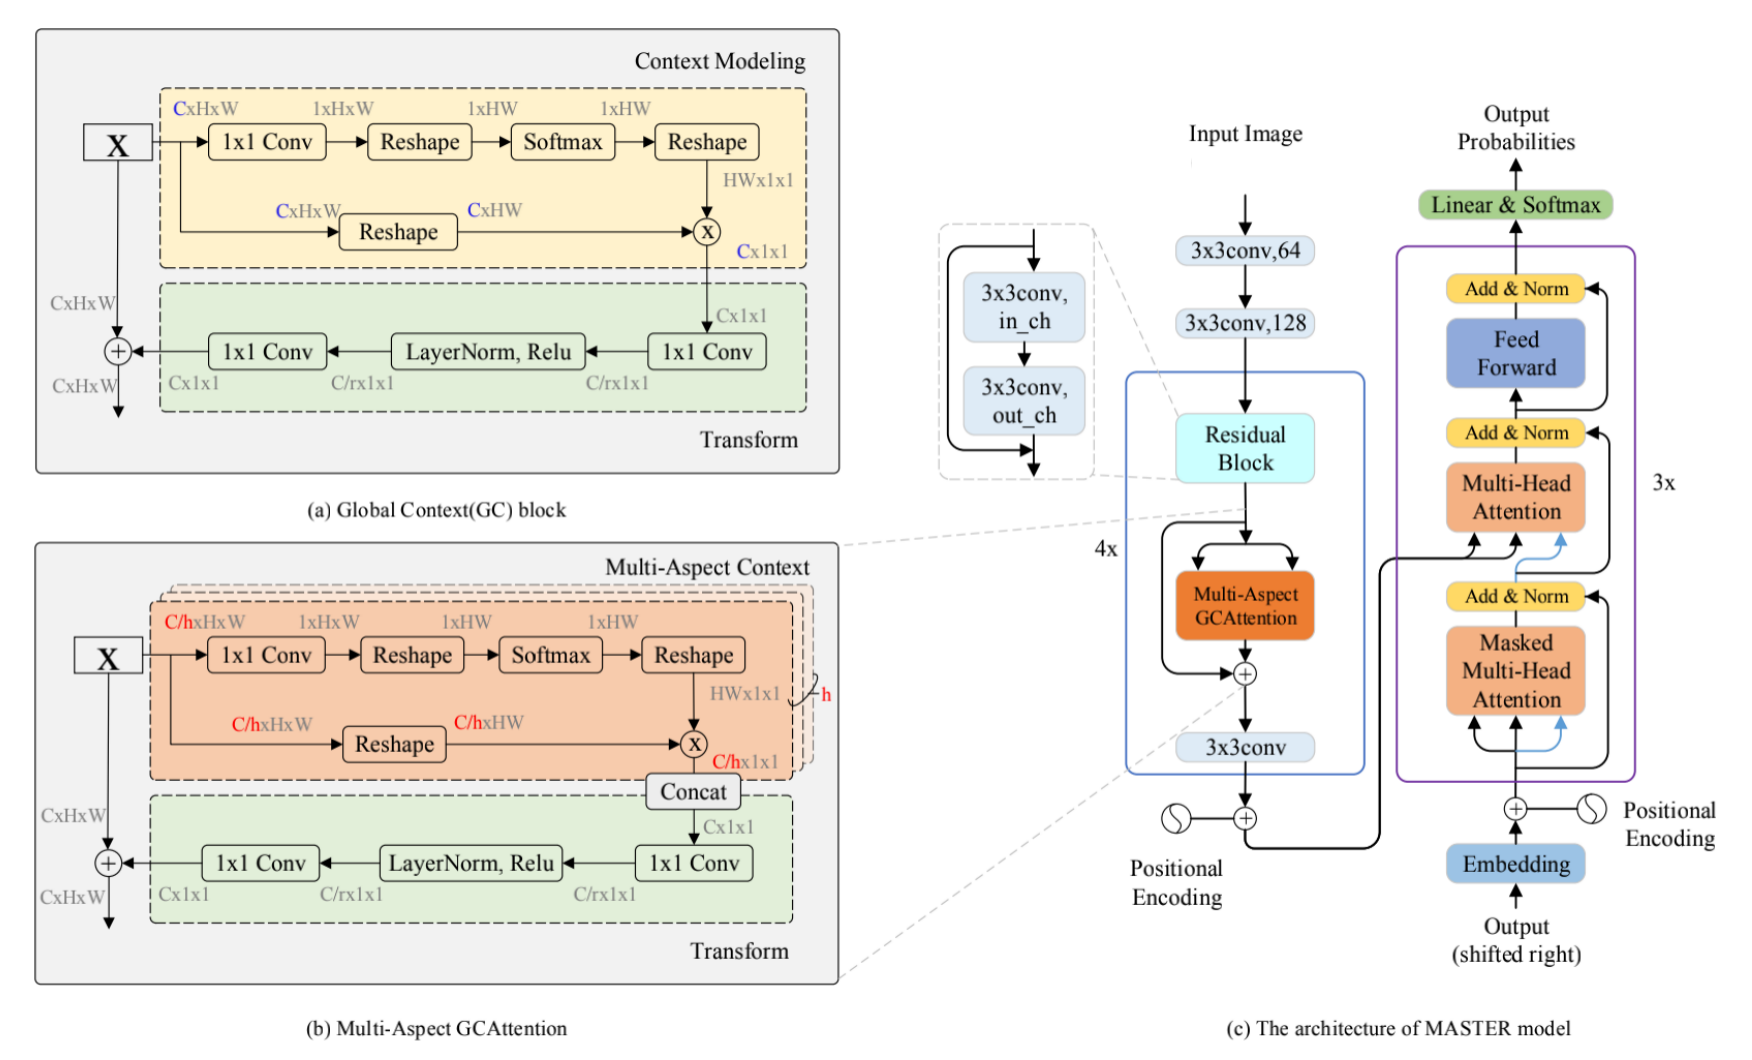 Context Modeling
CxHxW
1xHxW
1xHW
1xHW
X
1x1 Conv
Reshape
Softmax
Reshape
HWx1x1
CxHxW
CxHW
Reshape
x
Cx1x1
CxHxW
Cx1x1
+
1x1 Conv
LayerNorm, Relu
1x1 Conv
CxHxW
Cx1x1
C/rx1x1
C/rx1x1
Transform
(a) Global Context(GC) block
Multi-Aspect Context
C/hxHxW
1xHxW
1xHW
1xHW
X
1x1 Conv
Reshape
Softmax
Reshape
HWx1x1
h
C/hxHxW
C/hxHW
Reshape
x
C/hx1x1
Concat
CxHxW
Cx1x1
+
1x1 Conv
LayerNorm, Relu
1x1 Conv
CxHxW
Cx1x1
C/rx1x1
C/rx1x1
Transform
(b) Multi-Aspect GCAttention
Input Image
3x3conv,64
3x3conv,128
3x3conv,
in_ch
3x3conv,
out_ch
Residual
Block
4x
Multi-Aspect
GCAttention
+
3x3conv
+
Positional
Encoding
Output
Probabilities
Linear & Softmax
Add & Norm
Feed
Forward
Add & Norm
Multi-Head
Attention
3x
Add & Norm
Masked
Multi-Head
Attention
+
Positional
Encoding
Embedding
Output
(shifted right)
(c) The architecture of MASTER model